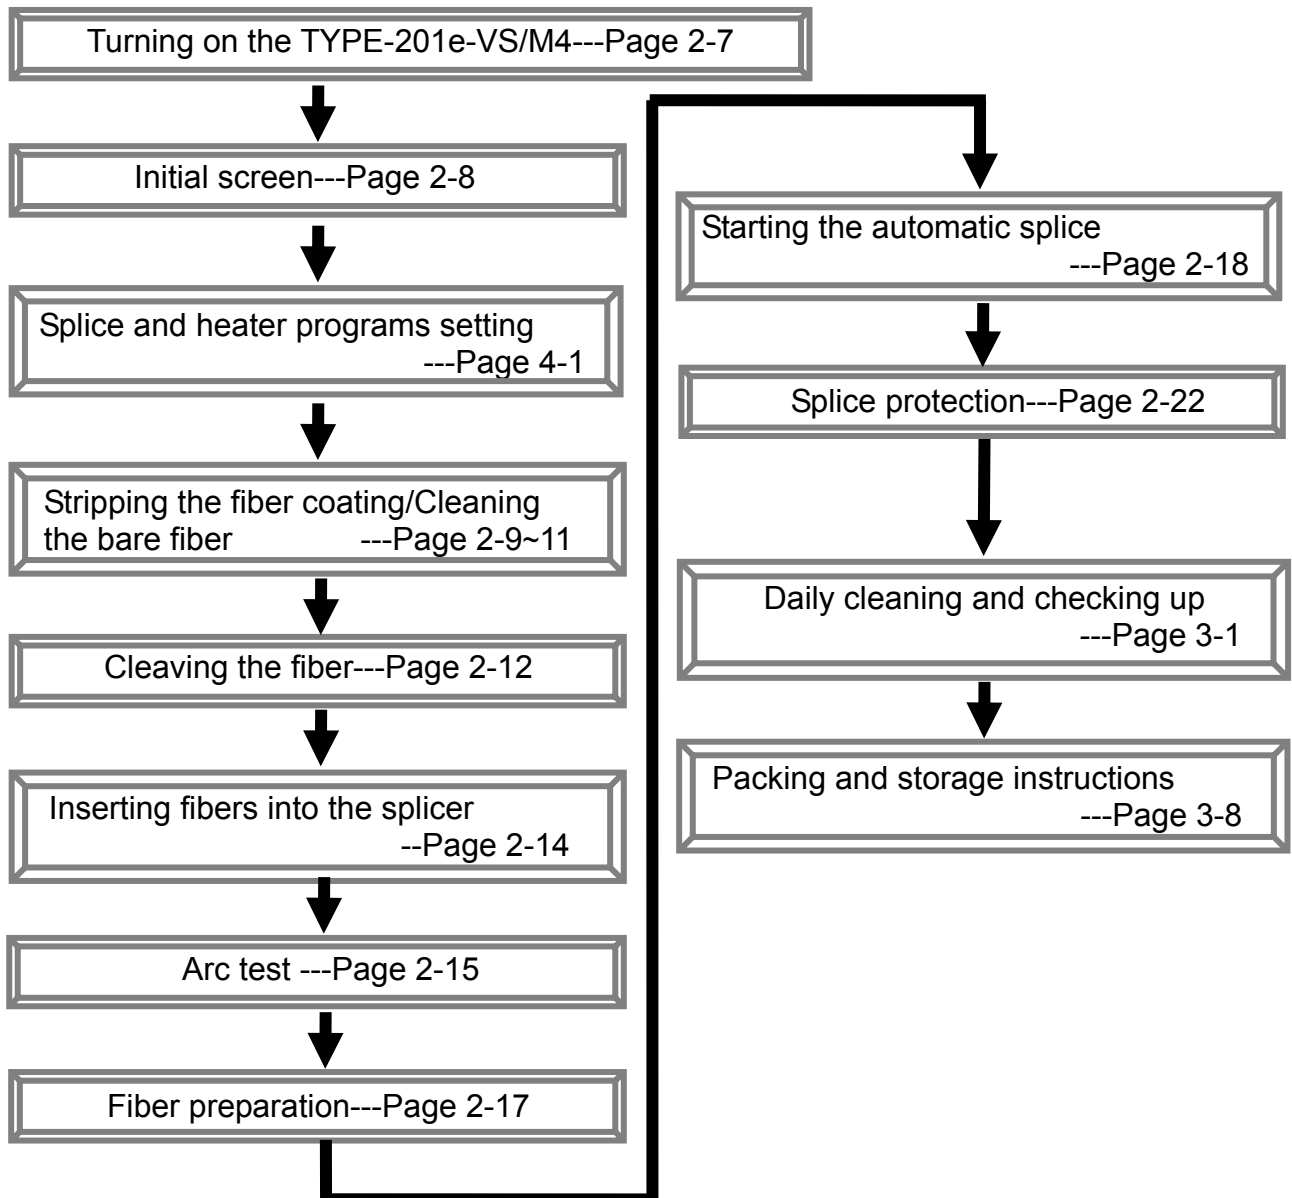 Turning on the TYPE-201e-VS/M4---Page 2-7
Initial screen---Page 2-8
Splice and heater programs setting
---Page 4-1
Stripping the fiber coating/Cleaning
the bare fiber ---Page 2-9~11
Cleaving the fiber---Page 2-12
Inserting fibers into the splicer
--Page 2-14
Arc test ---Page 2-15
Fiber preparation---Page 2-17
Starting the automatic splice
---Page 2-18
Splice protection---Page 2-22
Daily cleaning and checking up
---Page 3-1
Packing and storage instructions
---Page 3-8